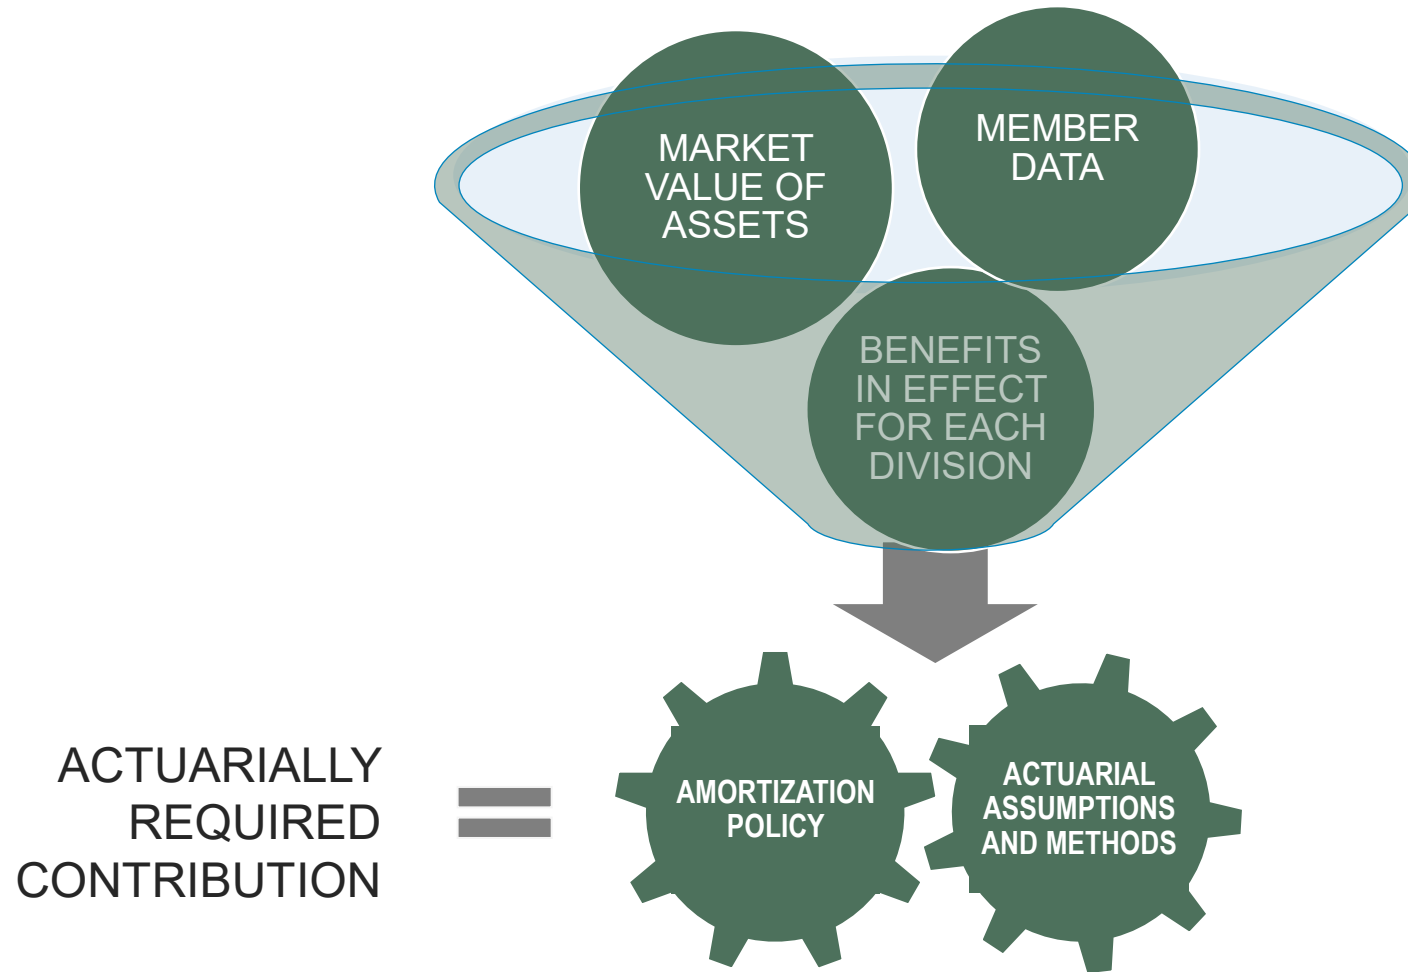 MARKET
VALUE OF
ASSETS
MEMBER
DATA
BENEFITS
IN EFFECT
FOR EACH
DIVISION
ACTUARIALLY
REQUIRED
CONTRIBUTION
=
AMORTIZATION
POLICY
ACTUARIAL
ASSUMPTIONS
AND METHODS